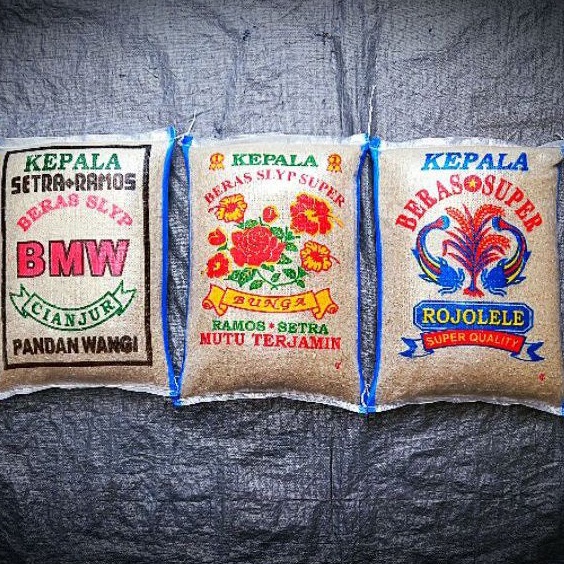 KEPALA
SETRA RAMOS
BERAS SLYP
BMW
CIANJUR
PANDAN WANGI
KEPALA
BERAS SLYP SUPER
BUNGA
RAMOS * SETRA
MUTU TERJAMIN
KEPALA
BERAS SUPER
ROJOLELE
SUPER QUALITY